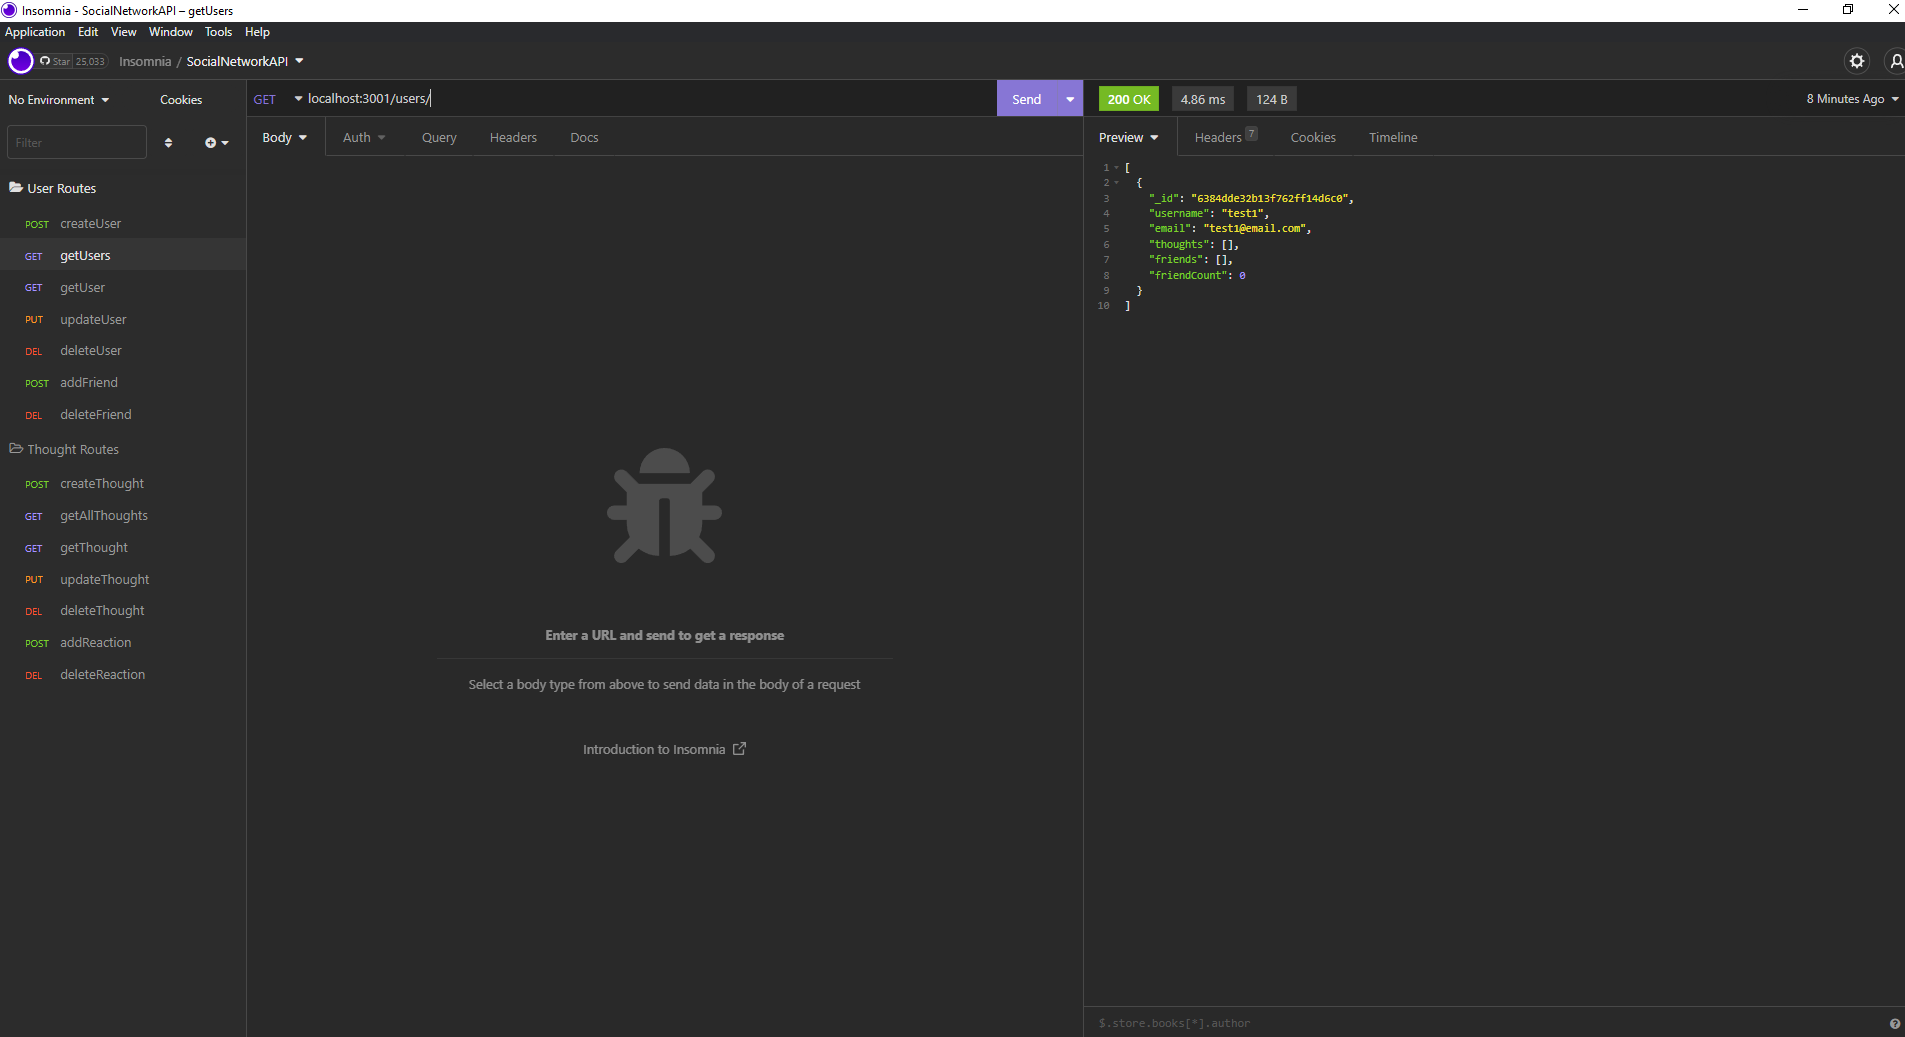 Insomnia - SocialNetworkAPI – getUsers
Application Edit View Window Tools Help
Star 25,033 Insomnia / SocialNetworkAPI
No Environment Cookies
Filter
User Routes
POST createUser
GET getUsers
GET getUser
PUT updateUser
DEL deleteUser
POST addFriend
DEL deleteFriend
Thought Routes
POST createThought
GET getAllThoughts
GET getThought
PUT updateThought
DEL deleteThought
POST addReaction
DEL deleteReaction
GET localhost:3001/users/ Send
Body Auth Query Headers Docs
Enter a URL and send to get a response
Select a body type from above to send data in the body of a request
Introduction to Insomnia
200 OK 4.86 ms 124 B 8 Minutes Ago
Preview Headers 7 Cookies Timeline
1 [
2 {
3 "_id": "6384dde32b13f762ff14d6c0",
4 "username": "test1",
5 "email": "test1@email.com",
6 "thoughts": [],
7 "friends": [],
8 "friendCount": 0
9 }
10 ]
$.store.books[*].author